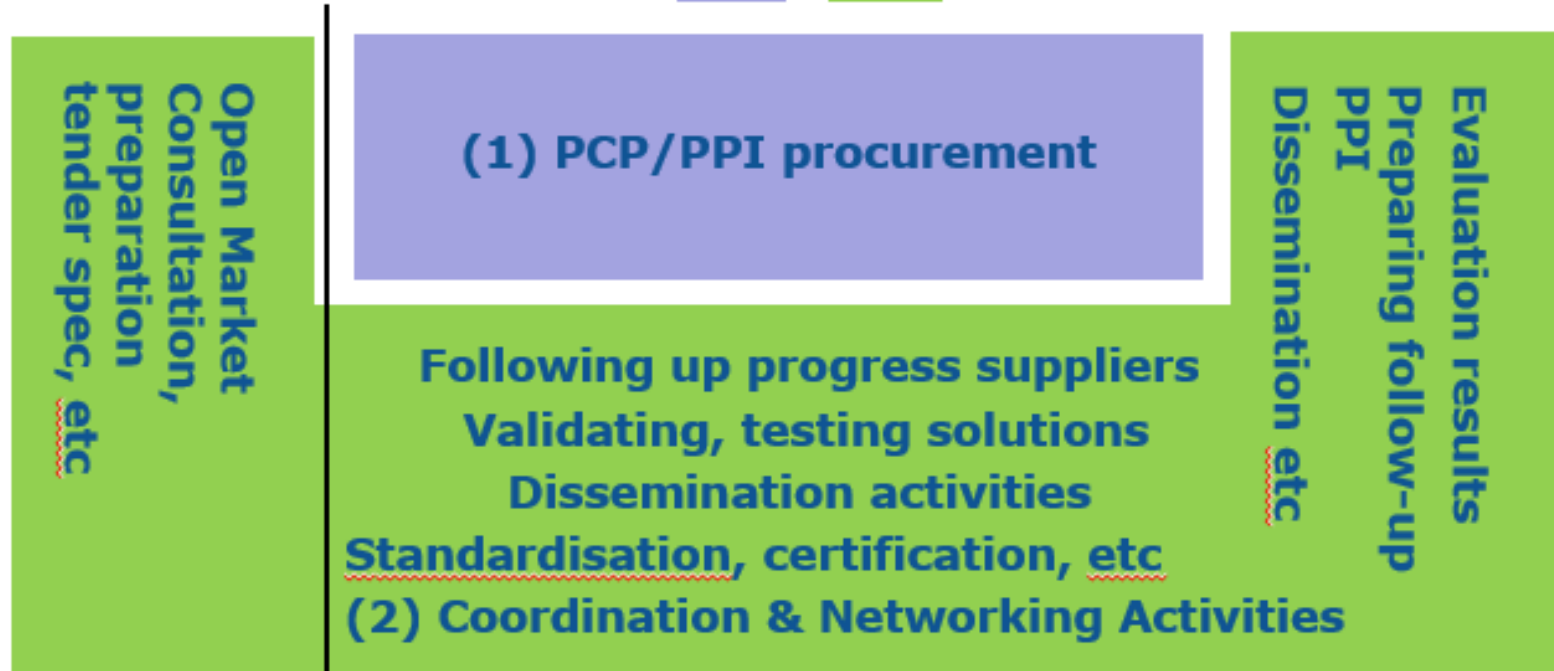 Open Market
Consultation,
preparation
tender spec, etc
(1) PCP/PPI procurement
Following up progress suppliers
Validating, testing solutions
Dissemination activities
Standardisation, certification, etc
(2) Coordination & Networking Activities
Evaluation results
Preparing follow-up
PPI
Dissemination etc